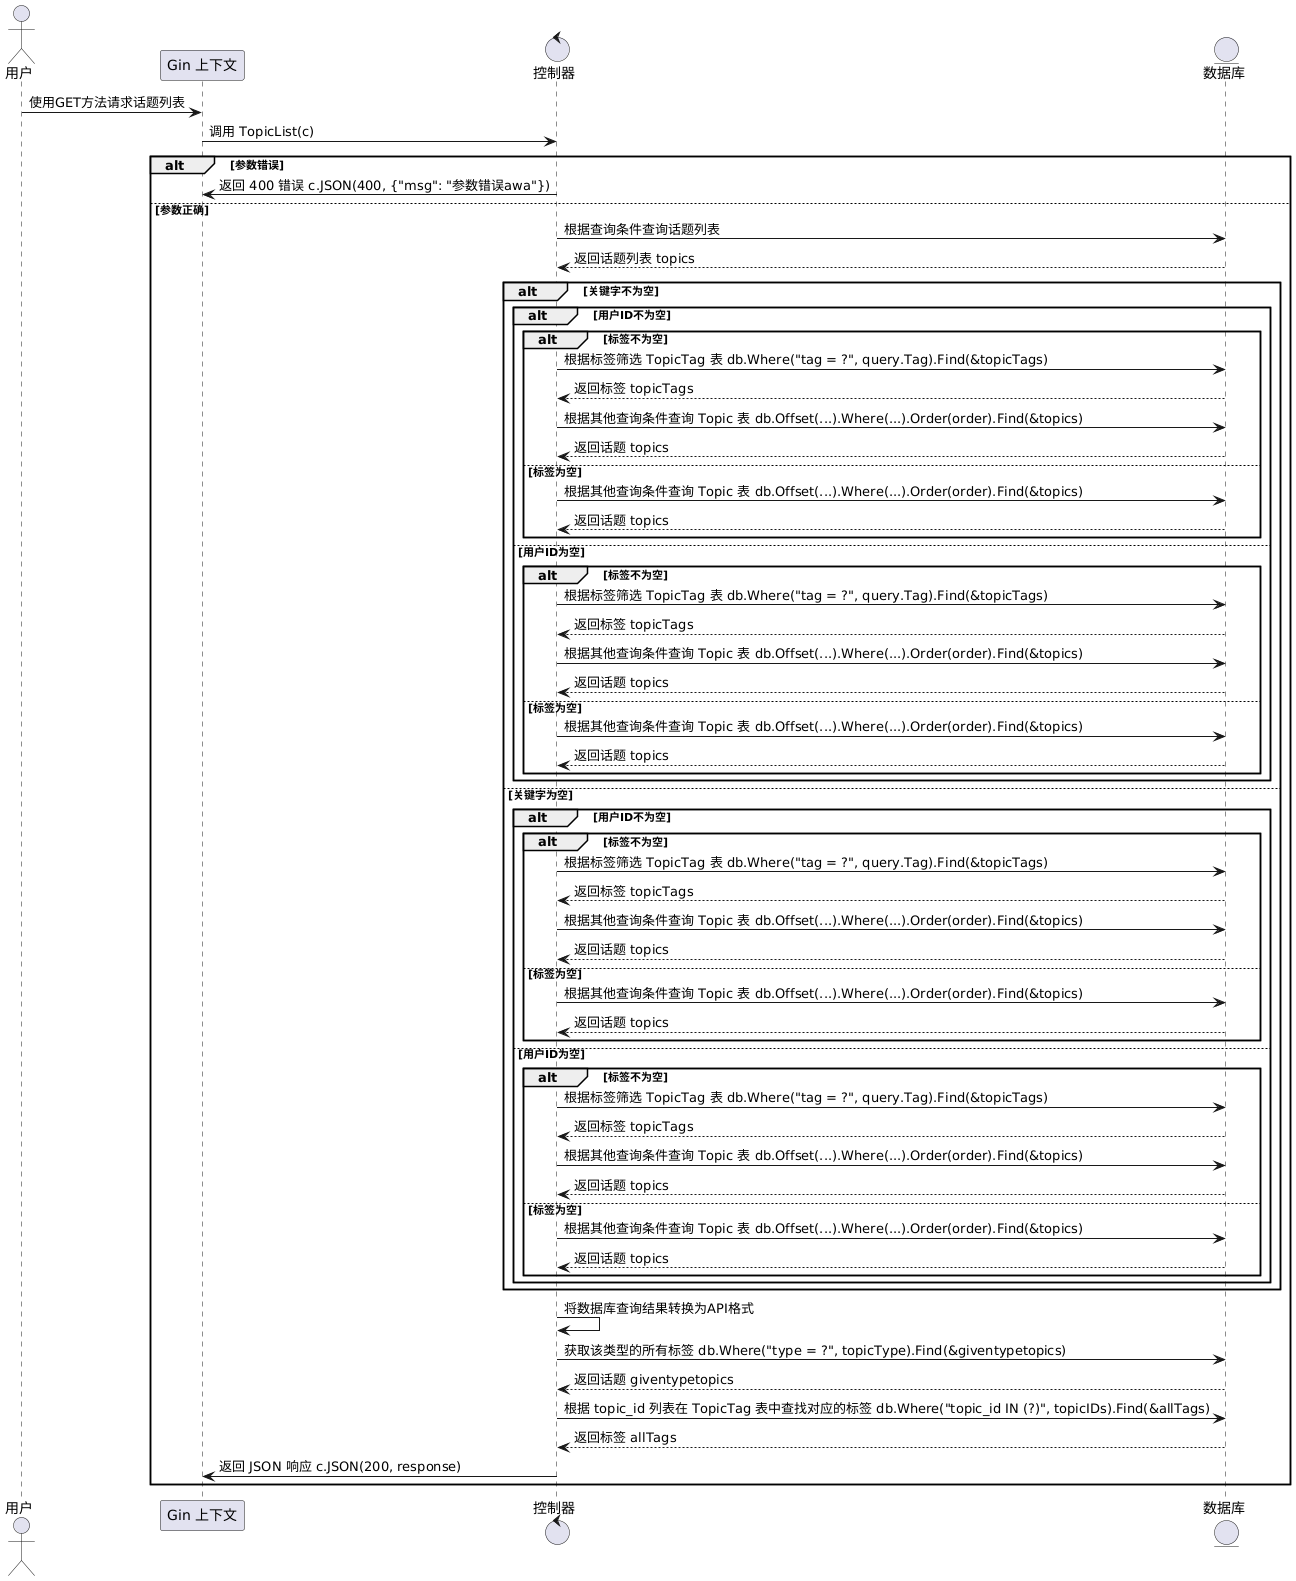 用户
Gin 上下文
控制器
数据库
使用GET方法请求话题列表
调用 TopicList(c)
alt [参数错误]
返回 400 错误 c.JSON(400, {"msg": "参数错误awa"})
[参数正确]
根据查询条件查询话题列表
返回话题列表 topics
alt [关键字不为空]
alt [用户ID不为空]
alt [标签不为空]
根据标签筛选 TopicTag 表 db.Where("tag = ?", query.Tag).Find(&topicTags)
返回标签 topicTags
根据其他查询条件查询 Topic 表 db.Offset(...).Where(...).Order(order).Find(&topics)
返回话题 topics
[标签为空]
根据其他查询条件查询 Topic 表 db.Offset(...).Where(...).Order(order).Find(&topics)
返回话题 topics
[用户ID为空]
alt [标签不为空]
根据标签筛选 TopicTag 表 db.Where("tag = ?", query.Tag).Find(&topicTags)
返回标签 topicTags
根据其他查询条件查询 Topic 表 db.Offset(...).Where(...).Order(order).Find(&topics)
返回话题 topics
[标签为空]
根据其他查询条件查询 Topic 表 db.Offset(...).Where(...).Order(order).Find(&topics)
返回话题 topics
[关键字为空]
alt [用户ID不为空]
alt [标签不为空]
根据标签筛选 TopicTag 表 db.Where("tag = ?", query.Tag).Find(&topicTags)
返回标签 topicTags
根据其他查询条件查询 Topic 表 db.Offset(...).Where(...).Order(order).Find(&topics)
返回话题 topics
[标签为空]
根据其他查询条件查询 Topic 表 db.Offset(...).Where(...).Order(order).Find(&topics)
返回话题 topics
[用户ID为空]
alt [标签不为空]
根据标签筛选 TopicTag 表 db.Where("tag = ?", query.Tag).Find(&topicTags)
返回标签 topicTags
根据其他查询条件查询 Topic 表 db.Offset(...).Where(...).Order(order).Find(&topics)
返回话题 topics
[标签为空]
根据其他查询条件查询 Topic 表 db.Offset(...).Where(...).Order(order).Find(&topics)
返回话题 topics
将数据库查询结果转换为API格式
获取该类型的所有标签 db.Where("type = ?", topicType).Find(&giventypetopics)
返回话题 giventypetopics
根据 topic_id 列表在 TopicTag 表中查找对应的标签 db.Where("topic_id IN (?)", topicIDs).Find(&allTags)
返回标签 allTags
返回 JSON 响应 c.JSON(200, response)
用户
Gin 上下文
控制器
数据库